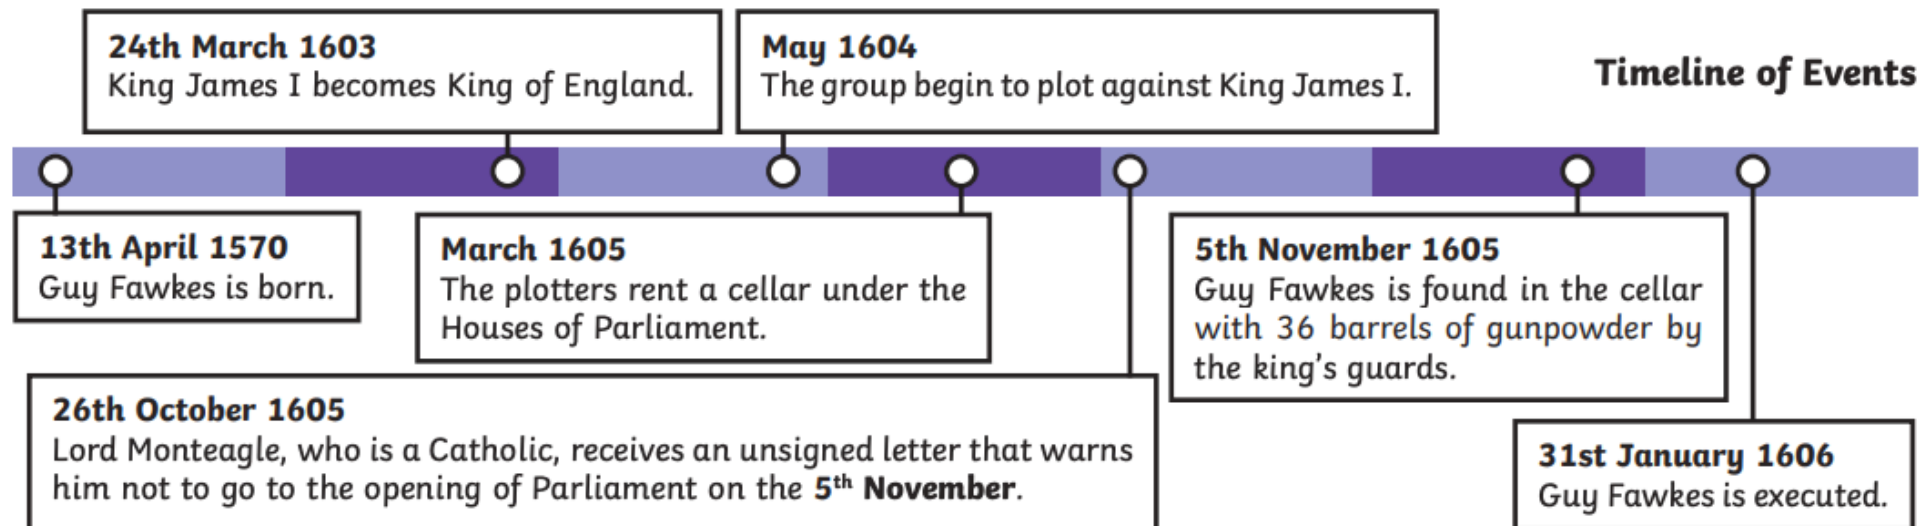 24th March 1603
King James I becomes King of England.
May 1604
The group begin to plot against King James I.
Timeline of Events
13th April 1570
Guy Fawkes is born.
March 1605
The plotters rent a cellar under the
Houses of Parliament.
5th November 1605
Guy Fawkes is found in the cellar
with 36 barrels of gunpowder by
the king's guards.
26th October 1605
Lord Monteagle, who is a Catholic, receives an unsigned letter that warns
him not to go to the opening of Parliament on the 5th November.
31st January 1606
Guy Fawkes is executed.